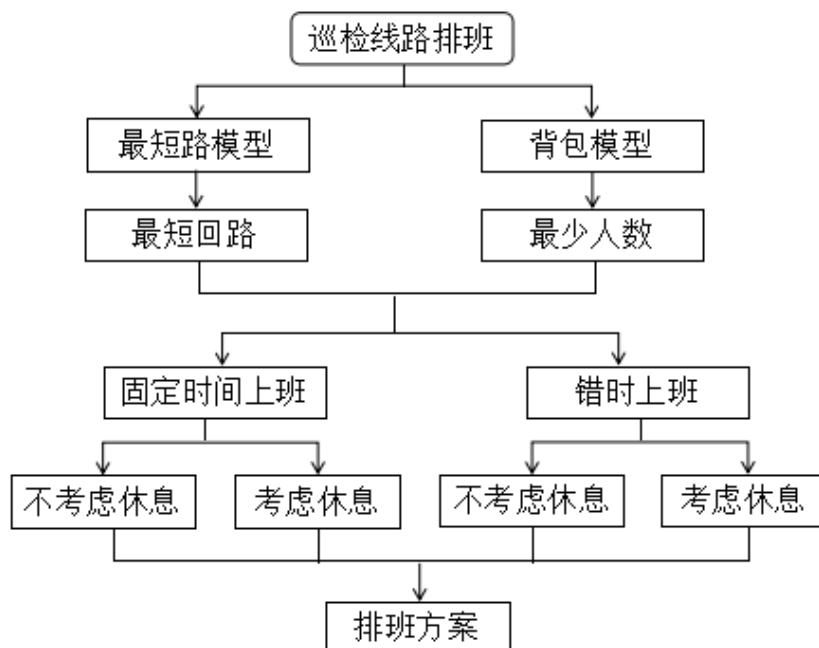 巡检线路排班
最短路模型
背包模型
最短回路
最少人数
固定时间上班
错时上班
不考虑休息
考虑休息
不考虑休息
考虑休息
排班方案